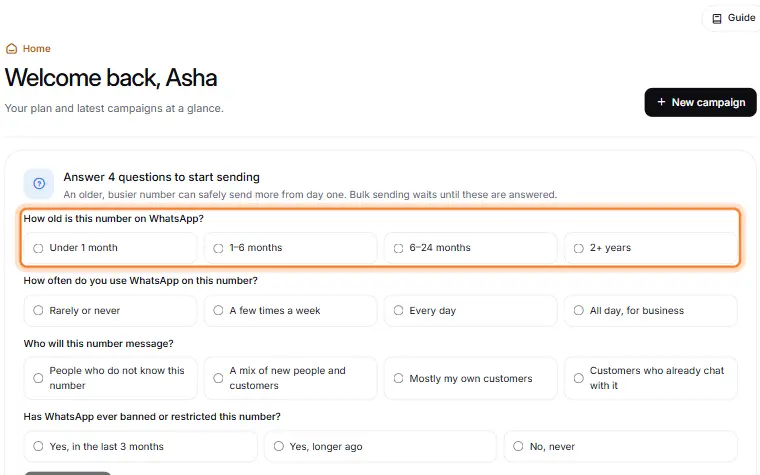 Guide
Home
Welcome back, Asha
Your plan and latest campaigns at a glance.
+ New campaign
Answer 4 questions to start sending
An older, busier number can safely send more from day one. Bulk sending waits until these are answered.
How old is this number on WhatsApp?
Under 1 month
1–6 months
6–24 months
2+ years
How often do you use WhatsApp on this number?
Rarely or never
A few times a week
Every day
All day, for business
Who will this number message?
People who do not know this
number
A mix of new people and
customers
Mostly my own customers
Customers who already chat
with it
Has WhatsApp ever banned or restricted this number?
Yes, in the last 3 months
Yes, longer ago
No, never